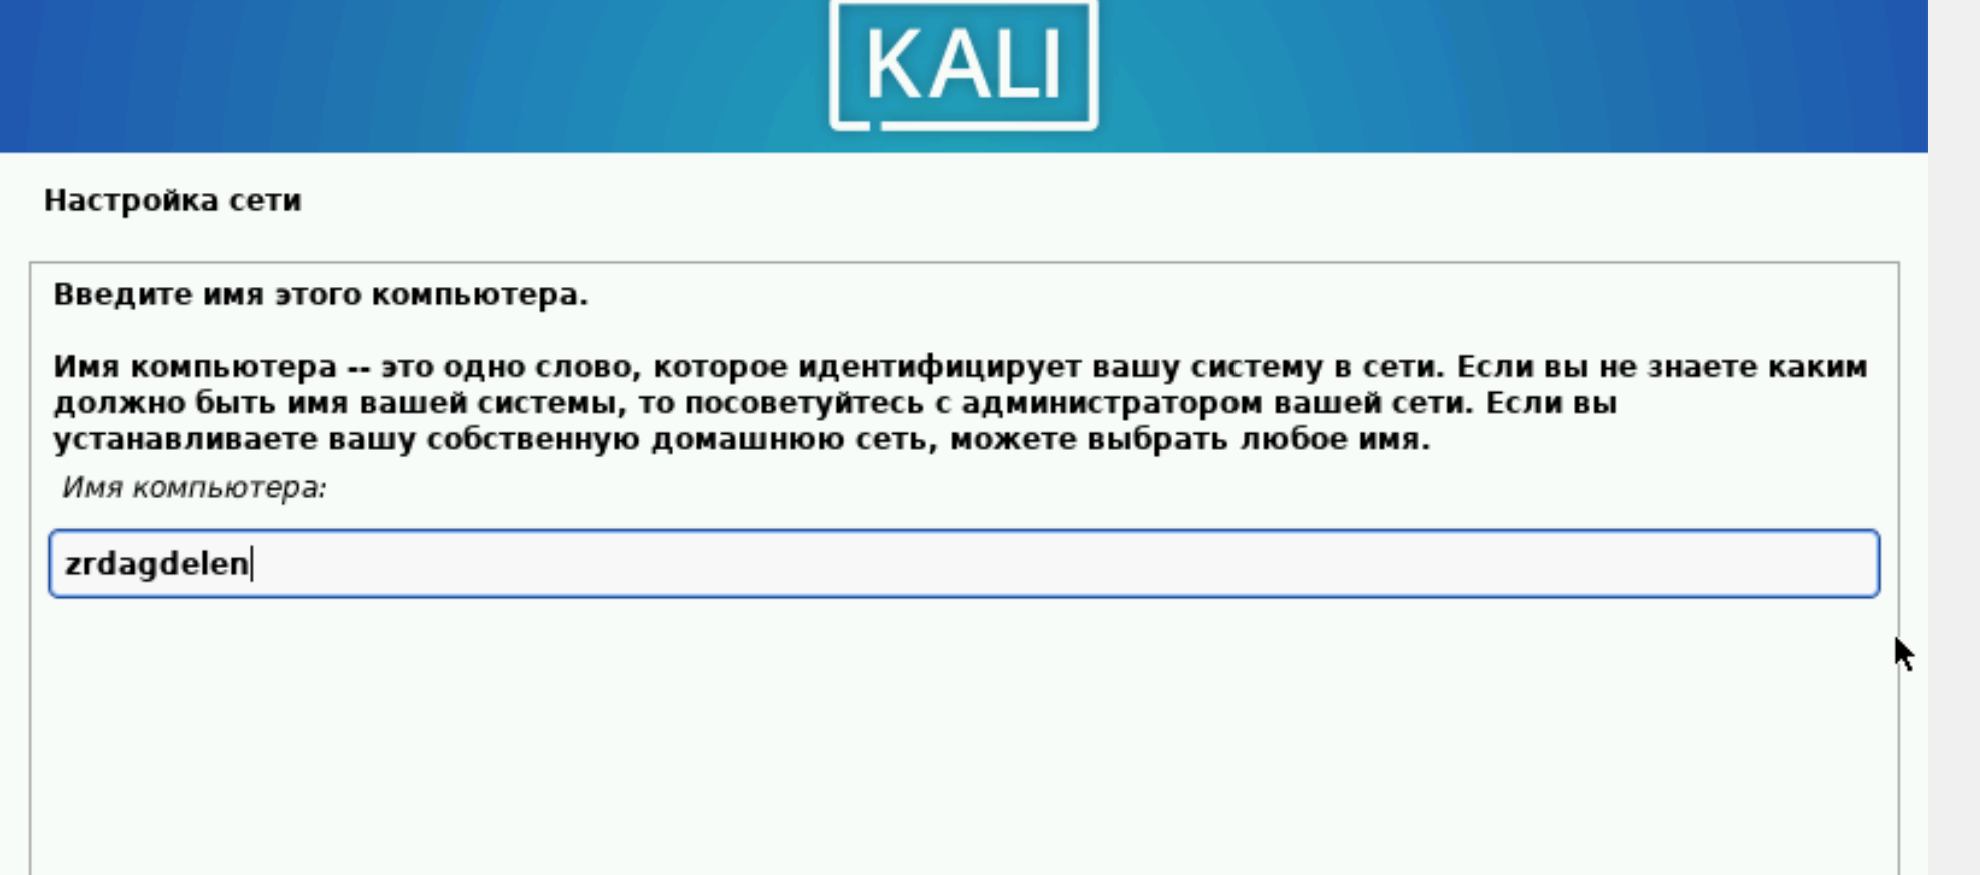 KALI
Настройка сети
Введите имя этого компьютера.
Имя компьютера -- это одно слово, которое идентифицирует вашу систему в сети. Если вы не знаете каким
должно быть имя вашей системы, то посоветуйтесь с администратором вашей сети. Если вы
устанавливаете вашу собственную домашнюю сеть, можете выбрать любое имя.
Имя компьютера:
zrdagdelen